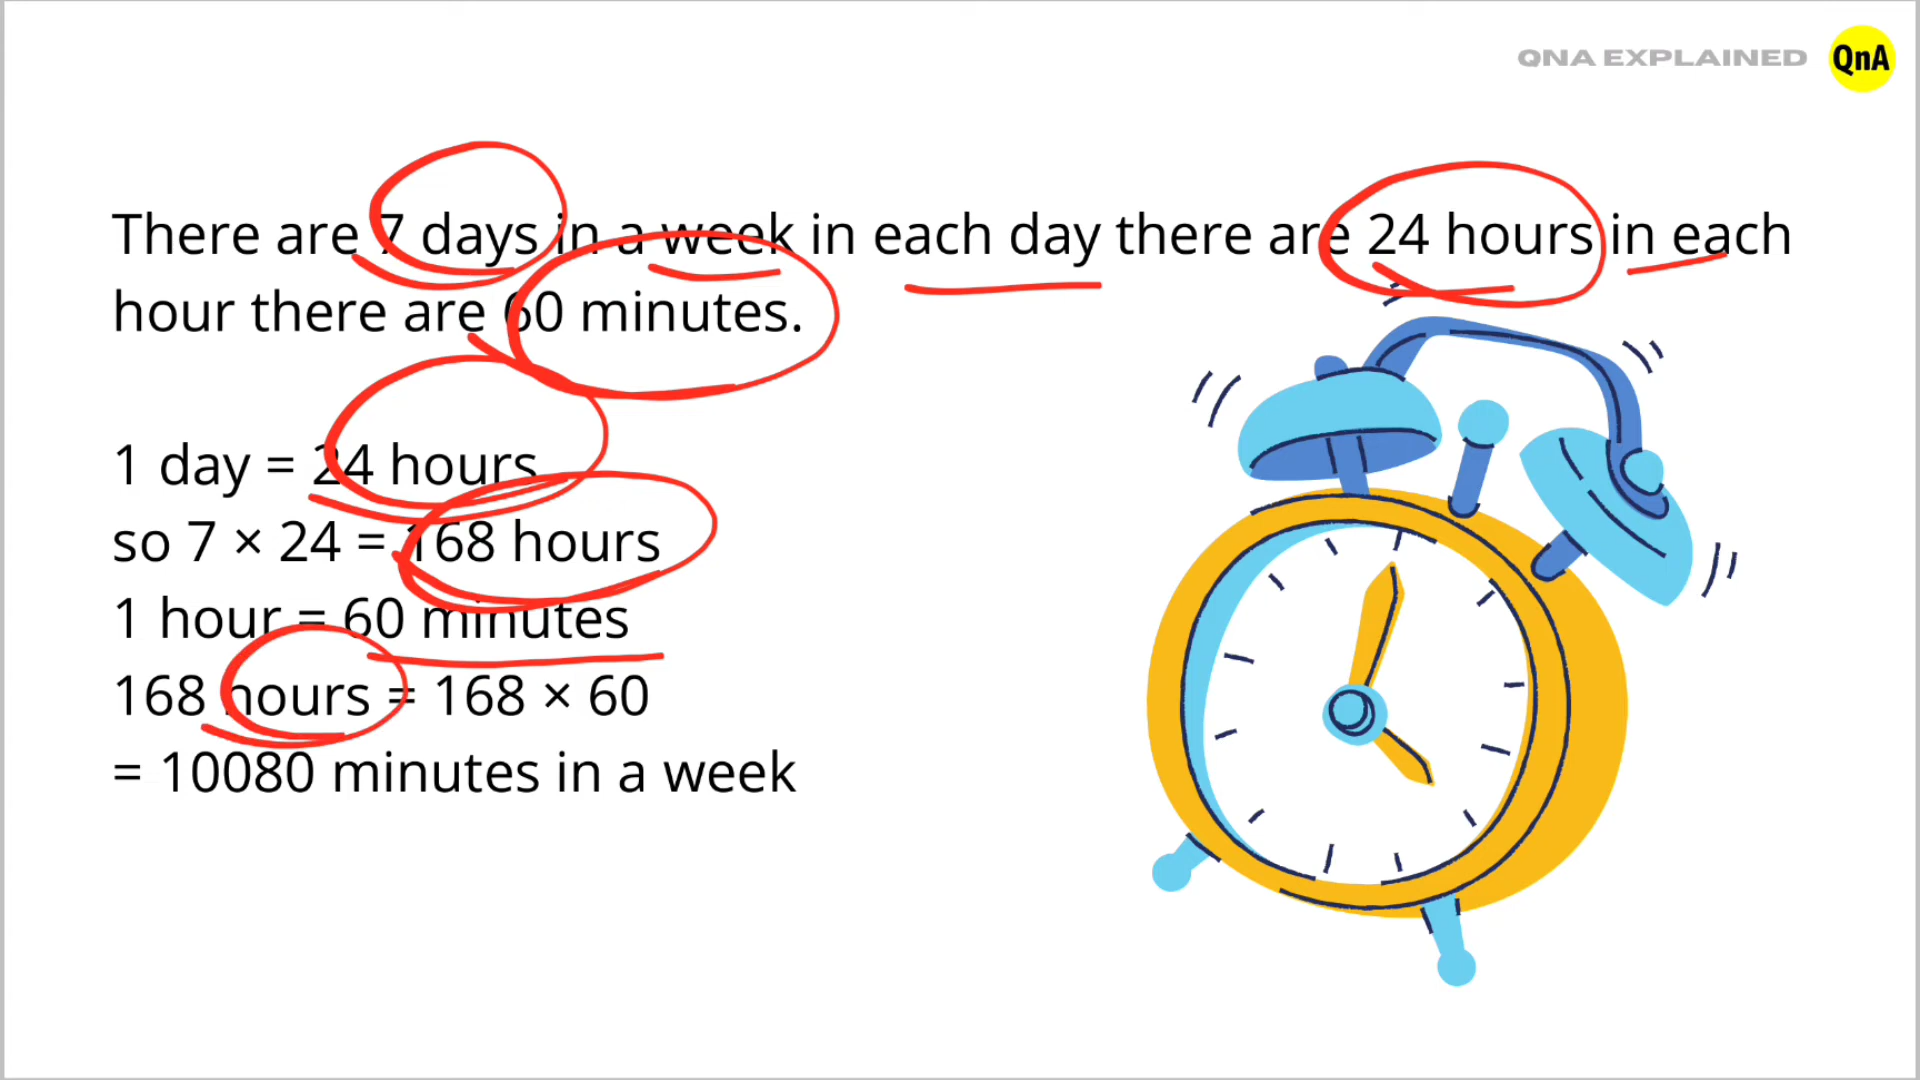 QNA EXPLAINED QnA
There are 7 days in a week in each day there are 24 hours in each
hour there are 60 minutes.
1 day = 24 hours
so 7 × 24 = 168 hours
1 hour = 60 minutes
168 hours = 168 × 60
= 10080 minutes in a week